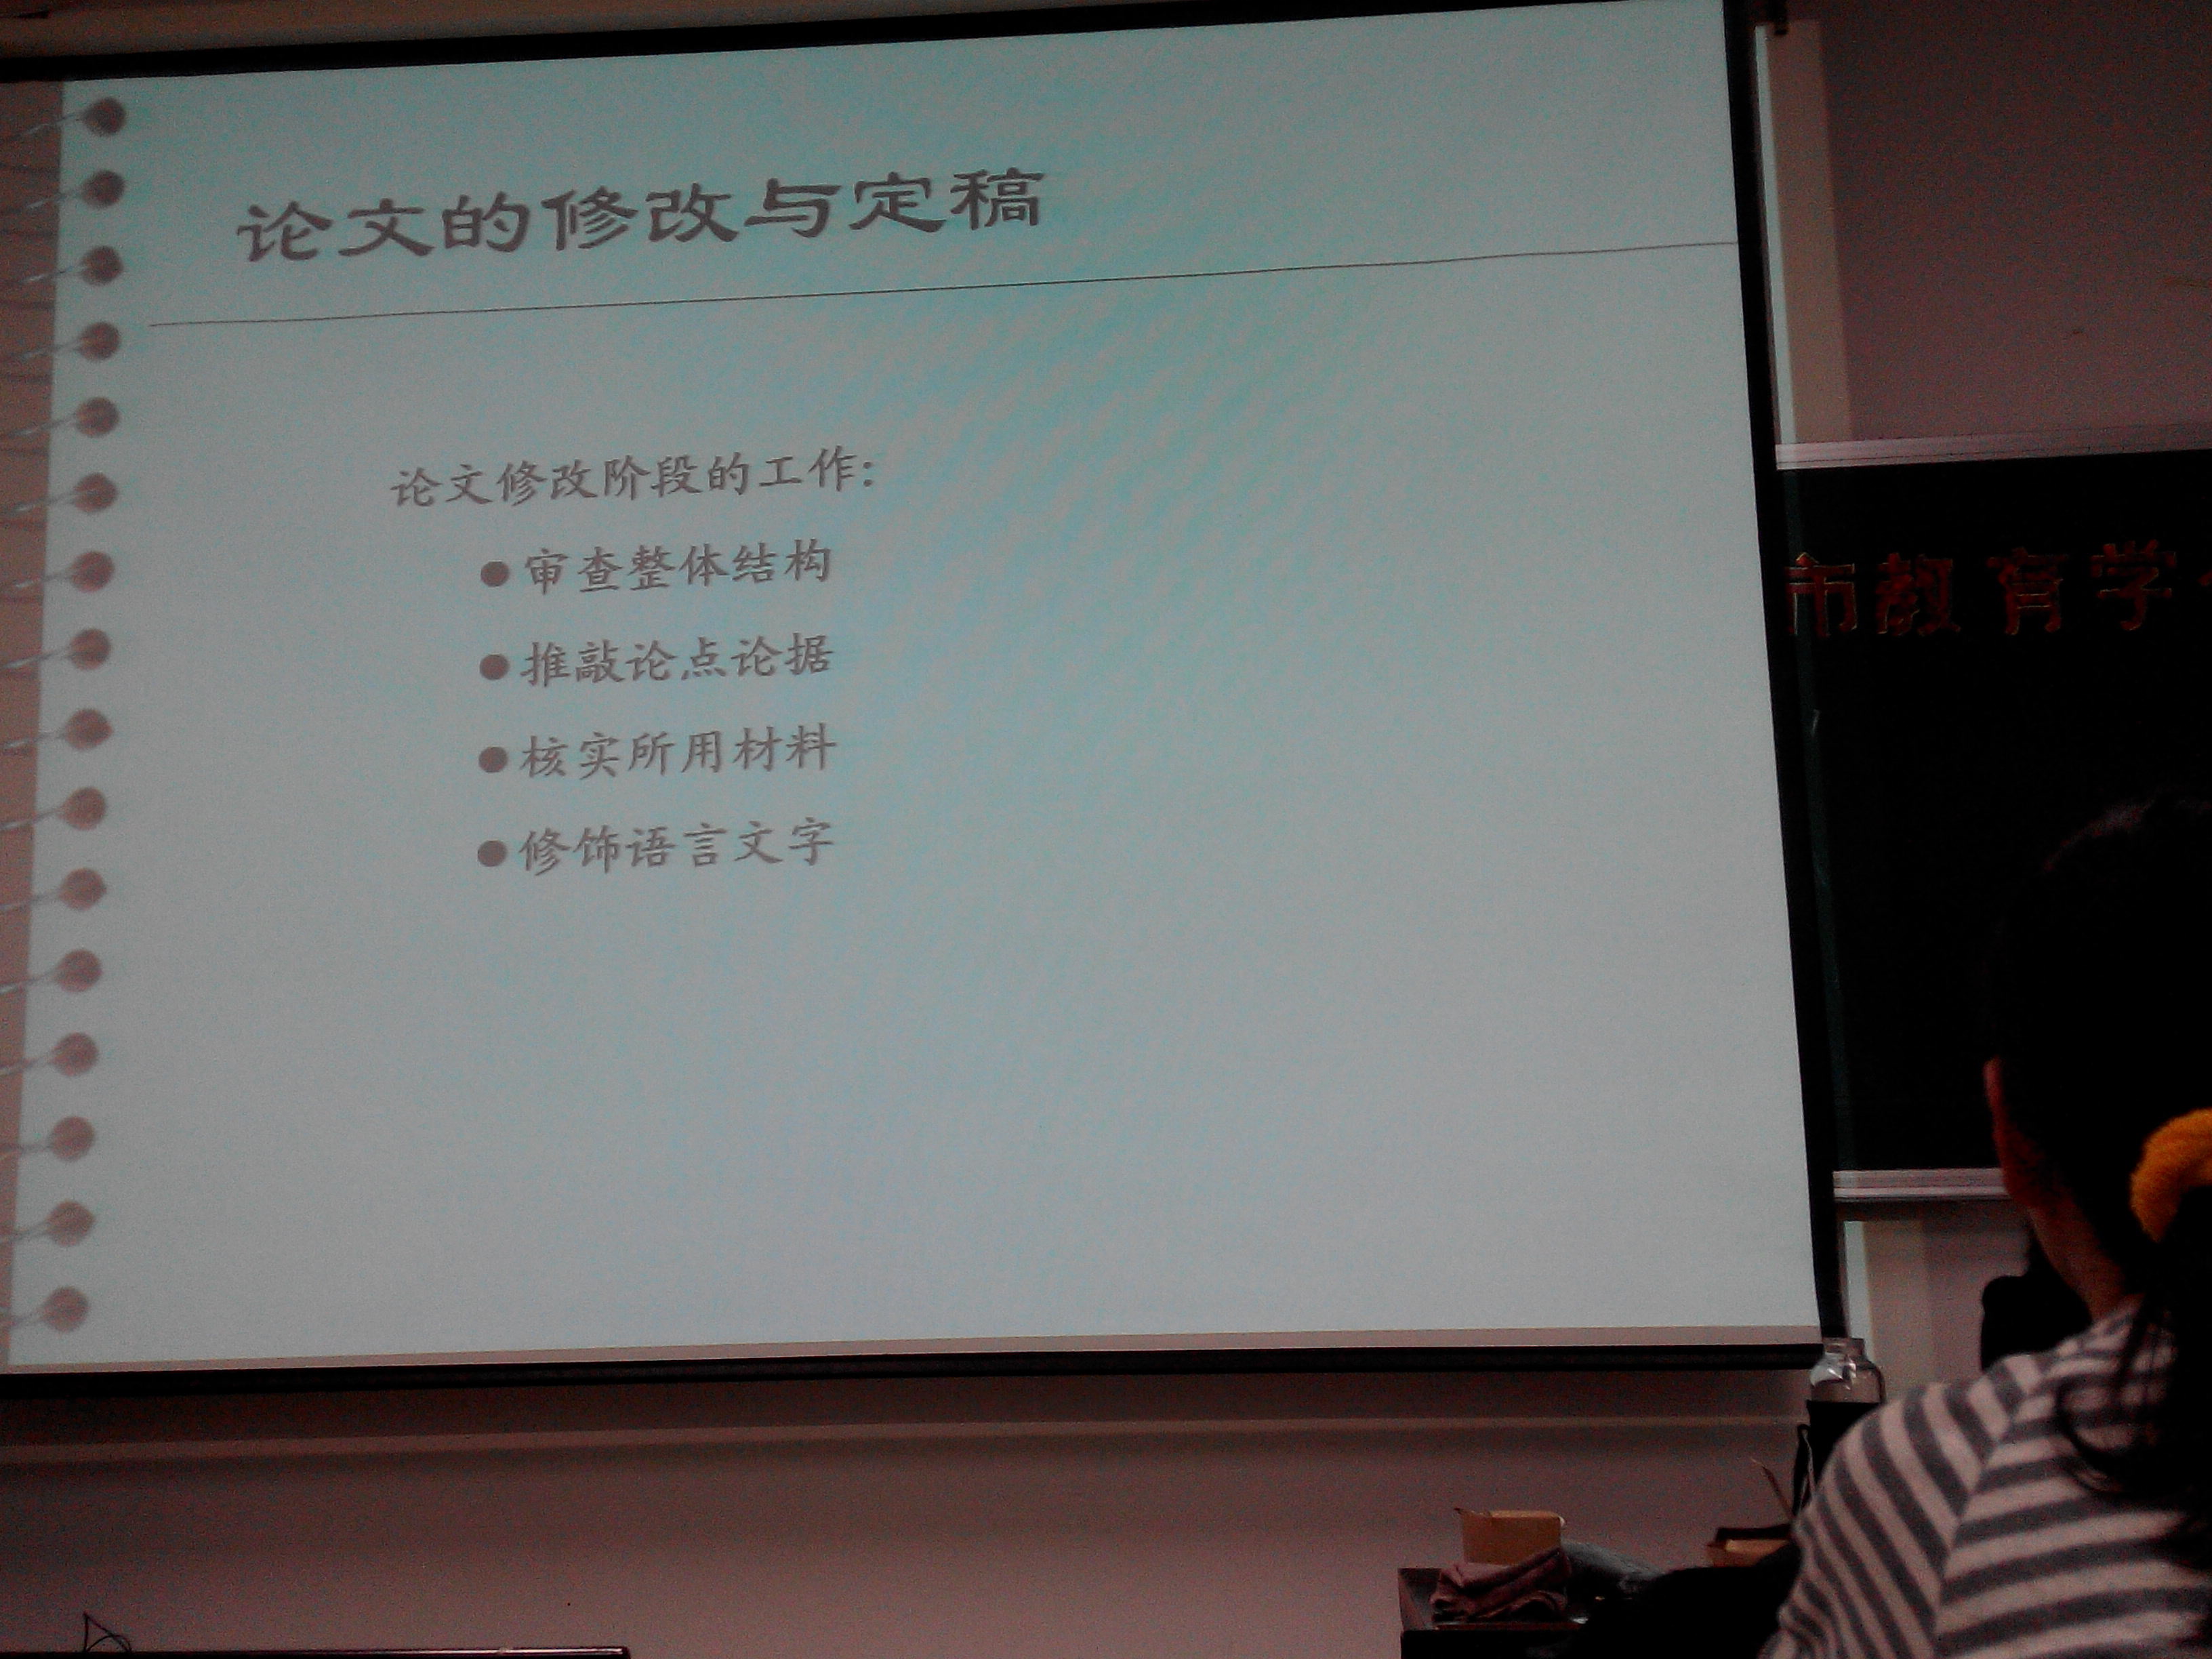 论文的修改与定稿
论文修改阶段的工作:
●审查整体结构
●推敲论点论据
●核实所用材料
●修饰语言文字
市教育学